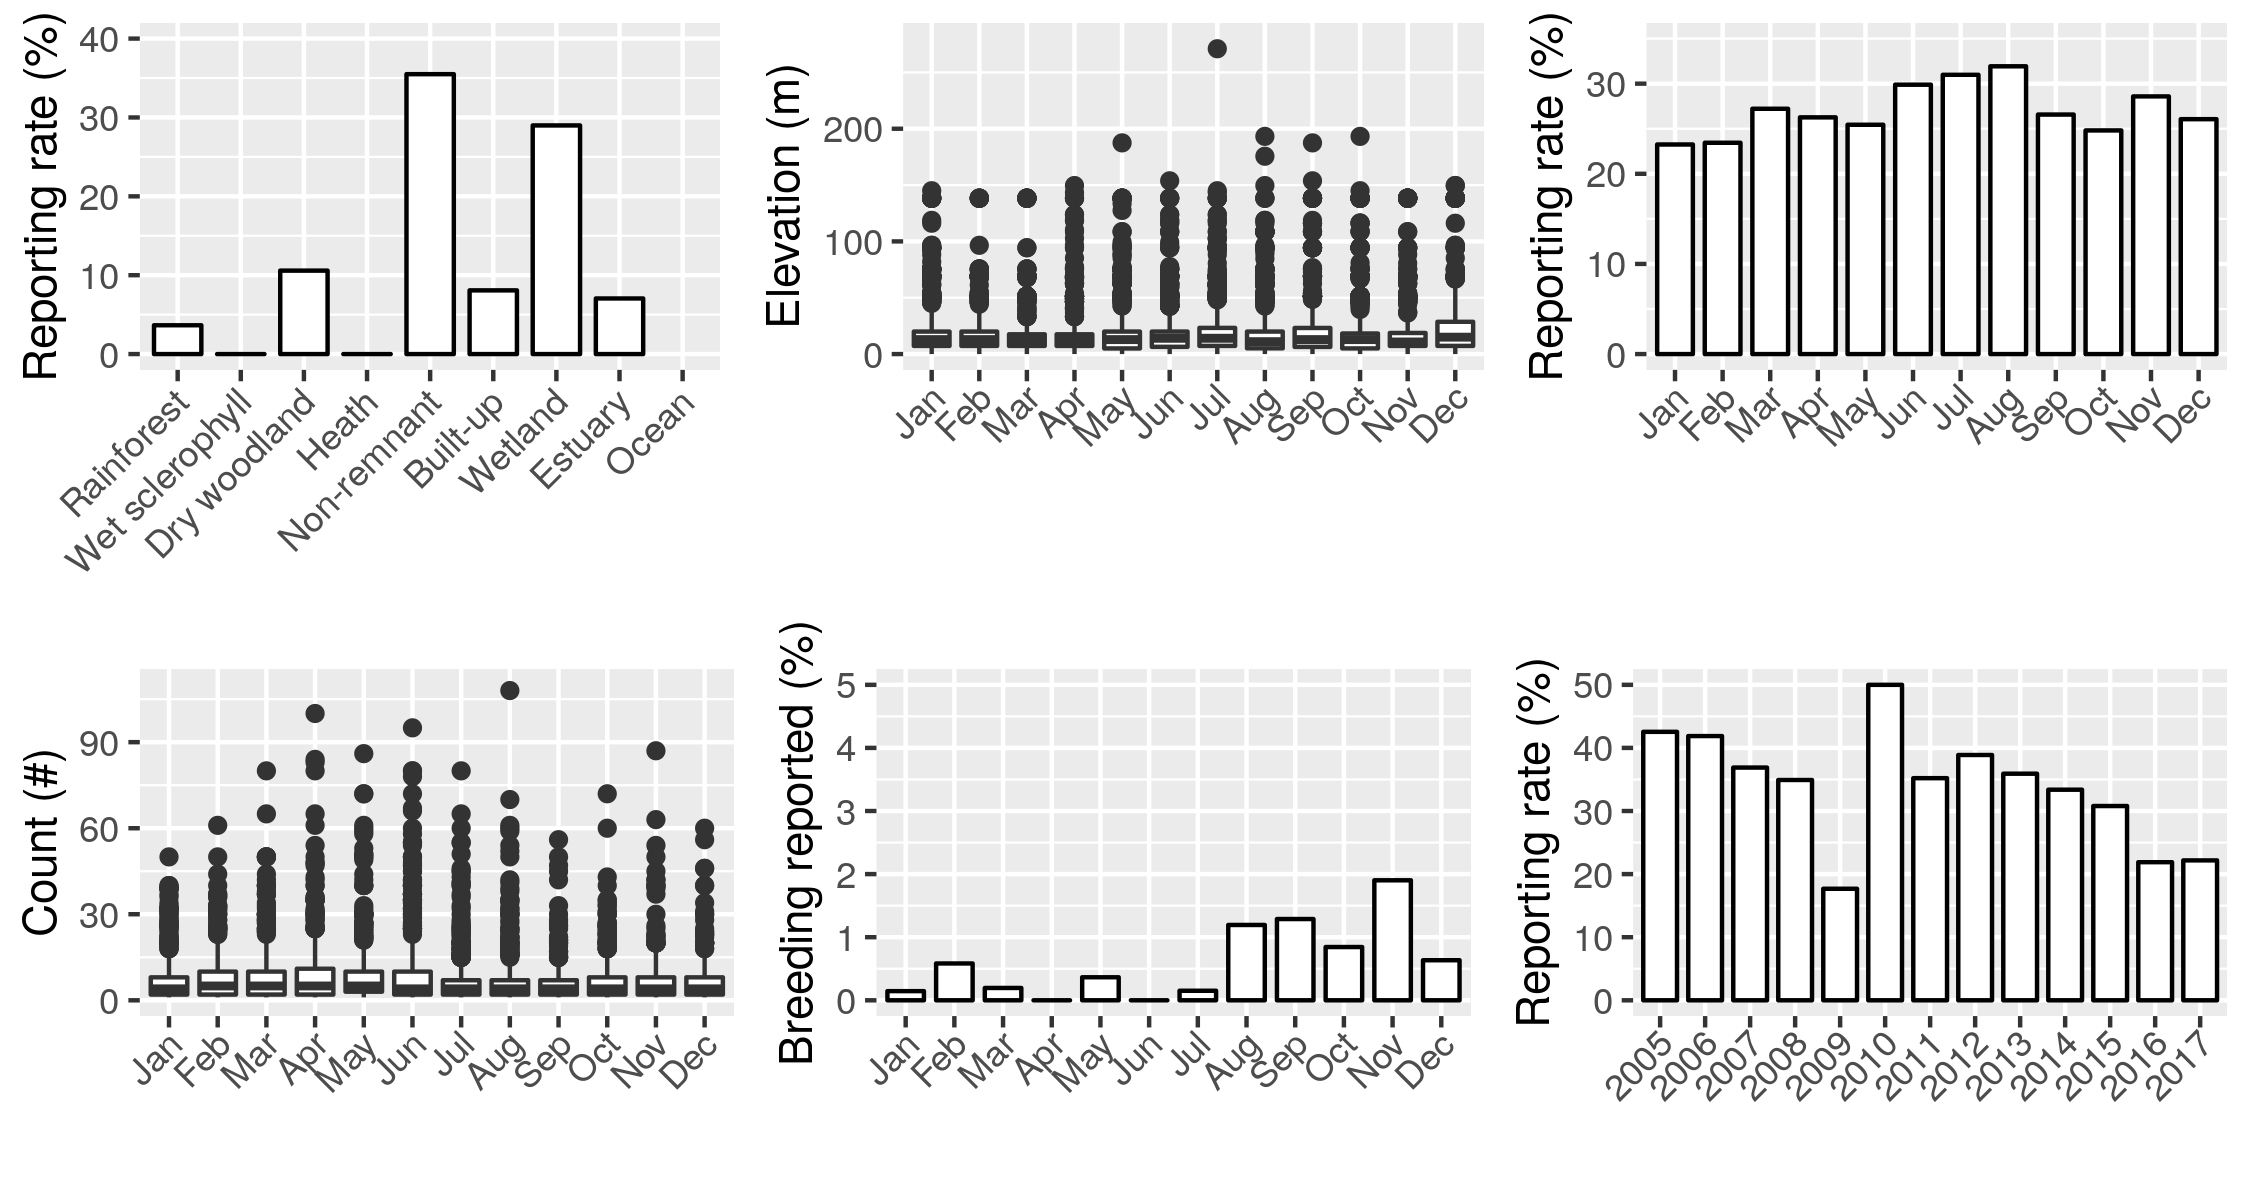 Reporting rate (%)
40
30
20
10
0
Rainforest
Wet sclerophyll
Dry woodland
Heath
Non-remnant
Built-up
Wetland
Estuary
Ocean
Elevation (m)
200
100
0
Jan
Feb
Mar
Apr
May
Jun
Jul
Aug
Sep
Oct
Nov
Dec
Reporting rate (%)
30
20
10
0
Jan
Feb
Mar
Apr
May
Jun
Jul
Aug
Sep
Oct
Nov
Dec
Count (#)
90
60
30
0
Jan
Feb
Mar
Apr
May
Jun
Jul
Aug
Sep
Oct
Nov
Dec
Breeding reported (%)
5
4
3
2
1
0
Jan
Feb
Mar
Apr
May
Jun
Jul
Aug
Sep
Oct
Nov
Dec
Reporting rate (%)
50
40
30
20
10
0
2005
2006
2007
2008
2009
2010
2011
2012
2013
2014
2015
2016
2017